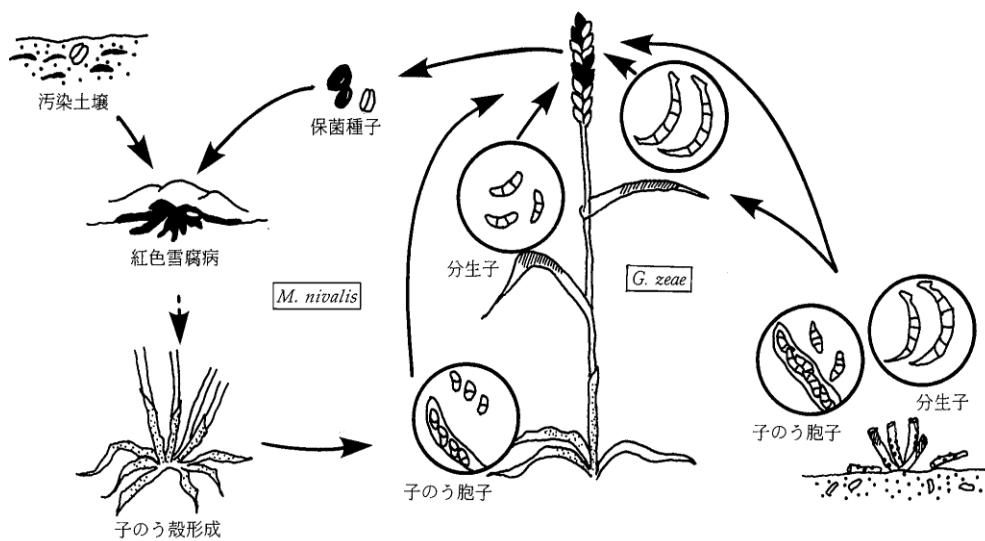 汚染土壌
保菌種子
紅色雪腐病
M. nivalis
分生子
G. zeae
子のう胞子
子のう殻形成
子のう胞子
分生子